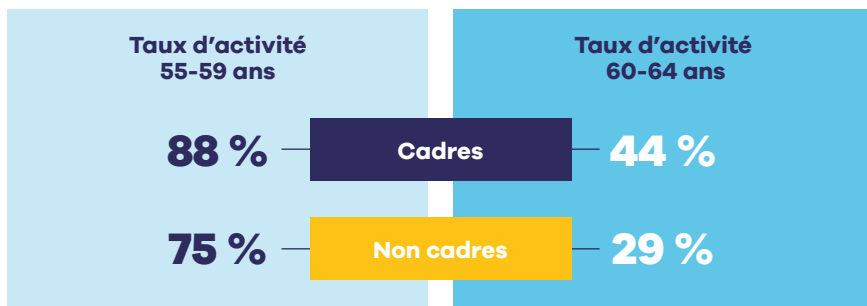 Taux d’activité
55-59 ans
Taux d’activité
60-64 ans
88 %
Cadres
44 %
75 %
Non cadres
29 %